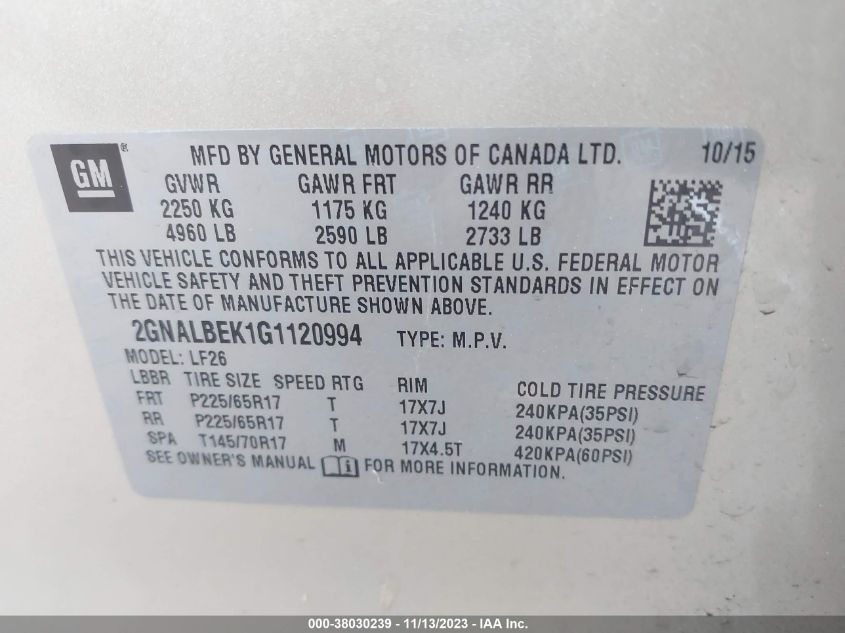 GM ® MFD BY GENERAL MOTORS OF CANADA LTD. 10/15
GVWR GAWR FRT GAWR RR
2250 KG 1175 KG 1240 KG
4960 LB 2590 LB 2733 LB
THIS VEHICLE CONFORMS TO ALL APPLICABLE U.S. FEDERAL MOTOR
VEHICLE SAFETY AND THEFT PREVENTION STANDARDS IN EFFECT ON
THE DATE OF MANUFACTURE SHOWN ABOVE.
2GNALBEK1G1120994 TYPE: M.P.V.
MODEL: LF26
LBBR TIRE SIZE SPEED RTG RIM COLD TIRE PRESSURE
FRT P225/65R17 T 17X7J 240KPA(35PSI)
RR P225/65R17 T 17X7J 240KPA(35PSI)
SPA T145/70R17 M 17X4.5T 420KPA(60PSI)
SEE OWNER'S MANUAL i FOR MORE INFORMATION.
000-38030239 - 11/13/2023 - IAA Inc.